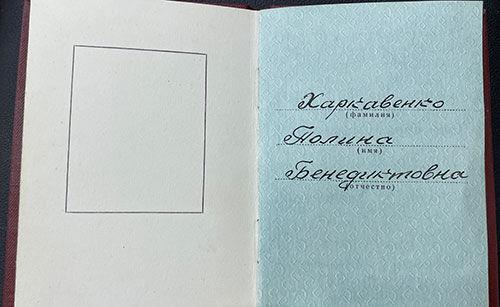 Харкавенко
(фамилия)
Полина
(имя)
Бенедиктовна
(отчество)